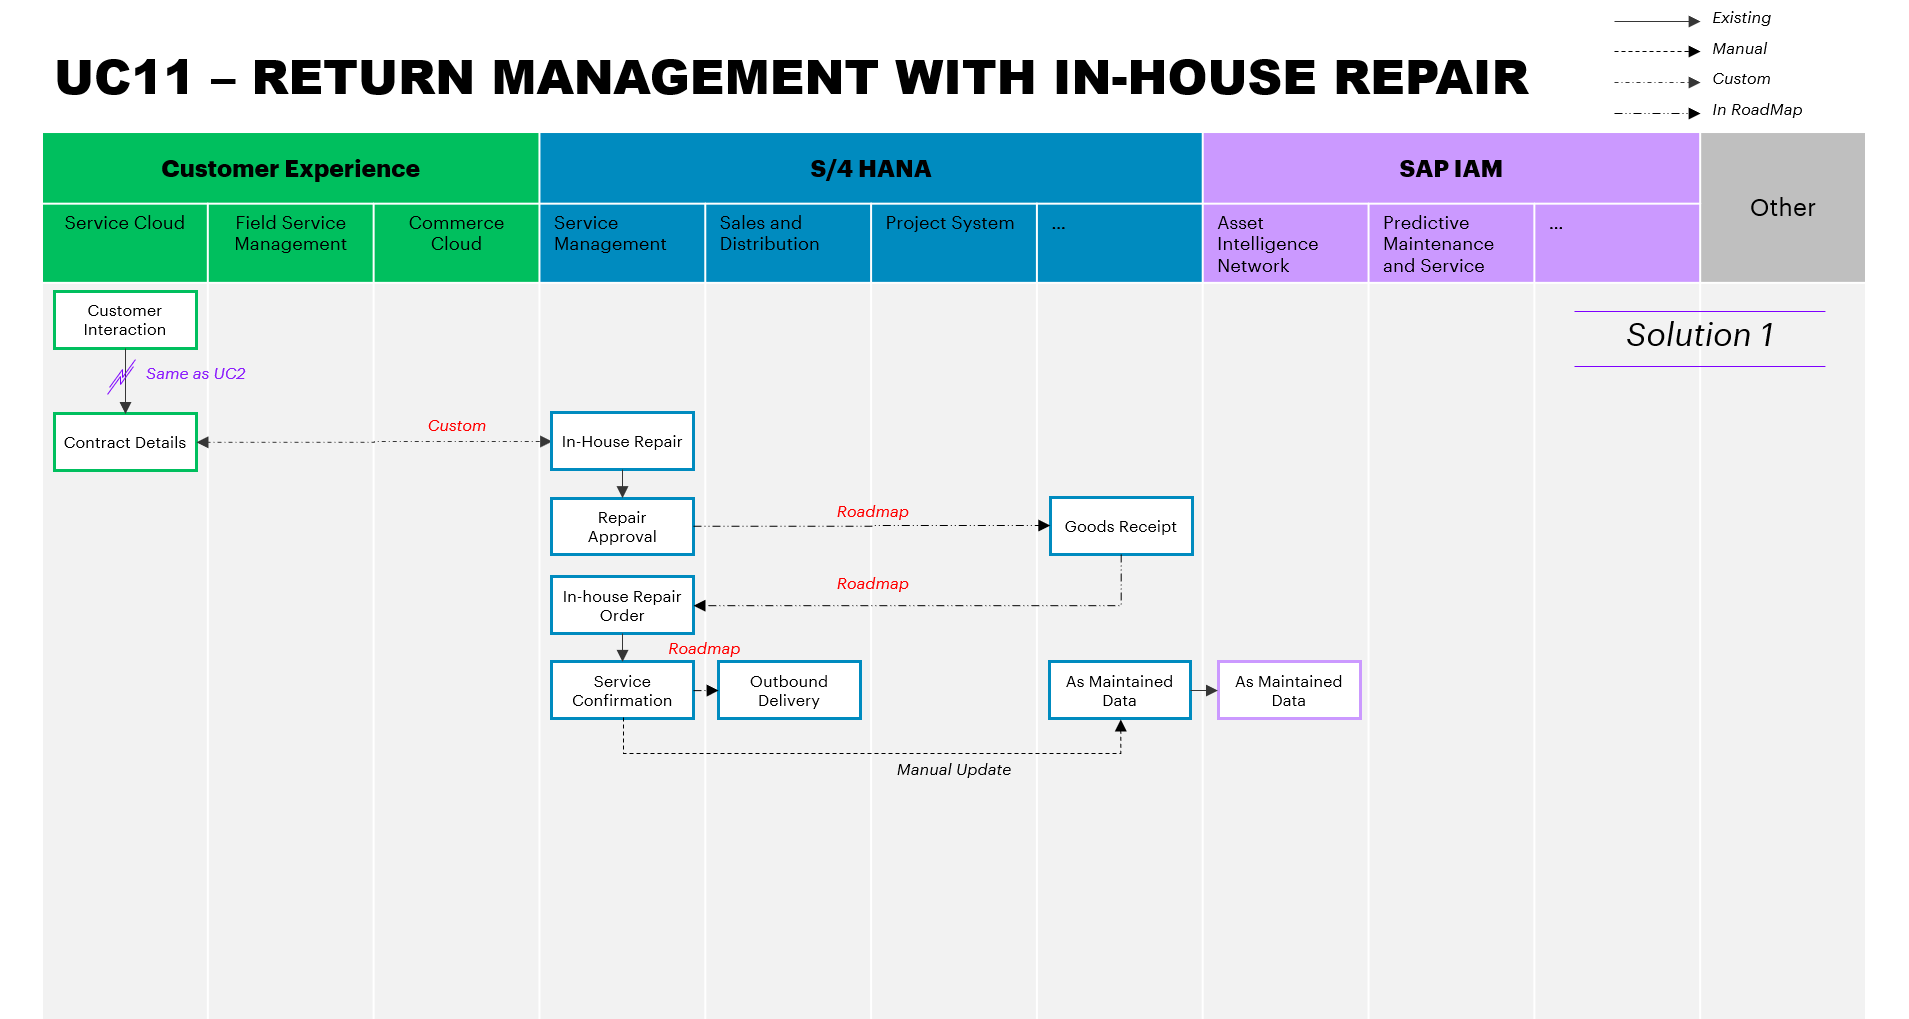 Existing
Manual
Custom
In RoadMap
UC11 – RETURN MANAGEMENT WITH IN-HOUSE REPAIR
Customer Experience
S/4 HANA
SAP IAM
Other
Service Cloud
Field Service
Management
Commerce
Cloud
Service
Management
Sales and
Distribution
Project System
...
Asset
Intelligence
Network
Predictive
Maintenance
and Service
...
Customer
Interaction
Solution 1
Same as UC2
Contract Details
Custom
In-House Repair
Repair
Approval
Roadmap
Goods Receipt
Roadmap
In-house Repair
Order
Roadmap
Service
Confirmation
Outbound
Delivery
As Maintained
Data
As Maintained
Data
Manual Update